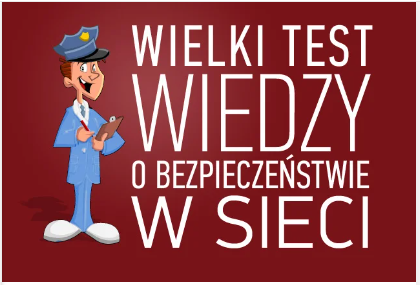 WIELKI TEST
WIEDZY
O BEZPIECZEŃSTWIE
W SIECI